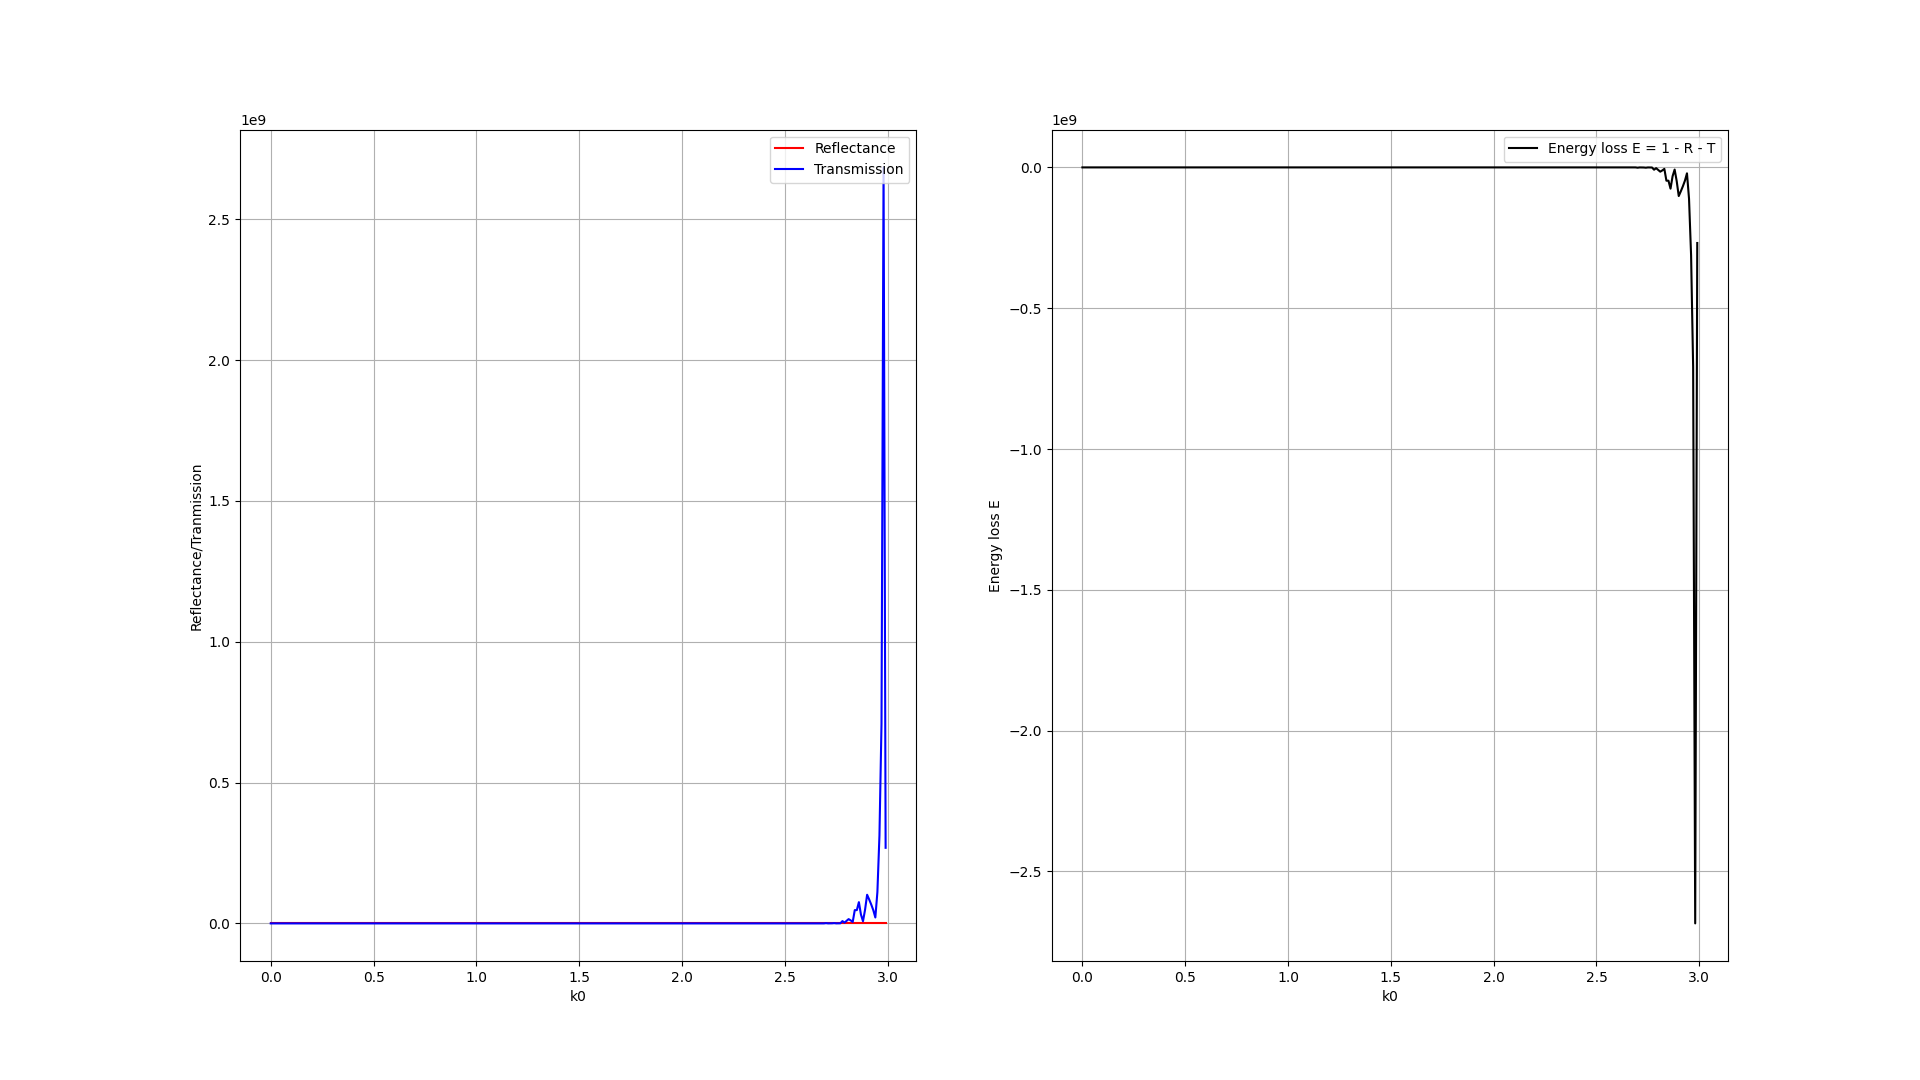 1e9
Reflectance
Transmission
2.5
2.0
1.5
1.0
0.5
0.0
Reflectance/Tranmission
0.0 0.5 1.0 1.5 2.0 2.5 3.0
k0
1e9
Energy loss E = 1 - R - T
0.0
−0.5
−1.0
−1.5
−2.0
−2.5
Energy loss E
0.0 0.5 1.0 1.5 2.0 2.5 3.0
k0